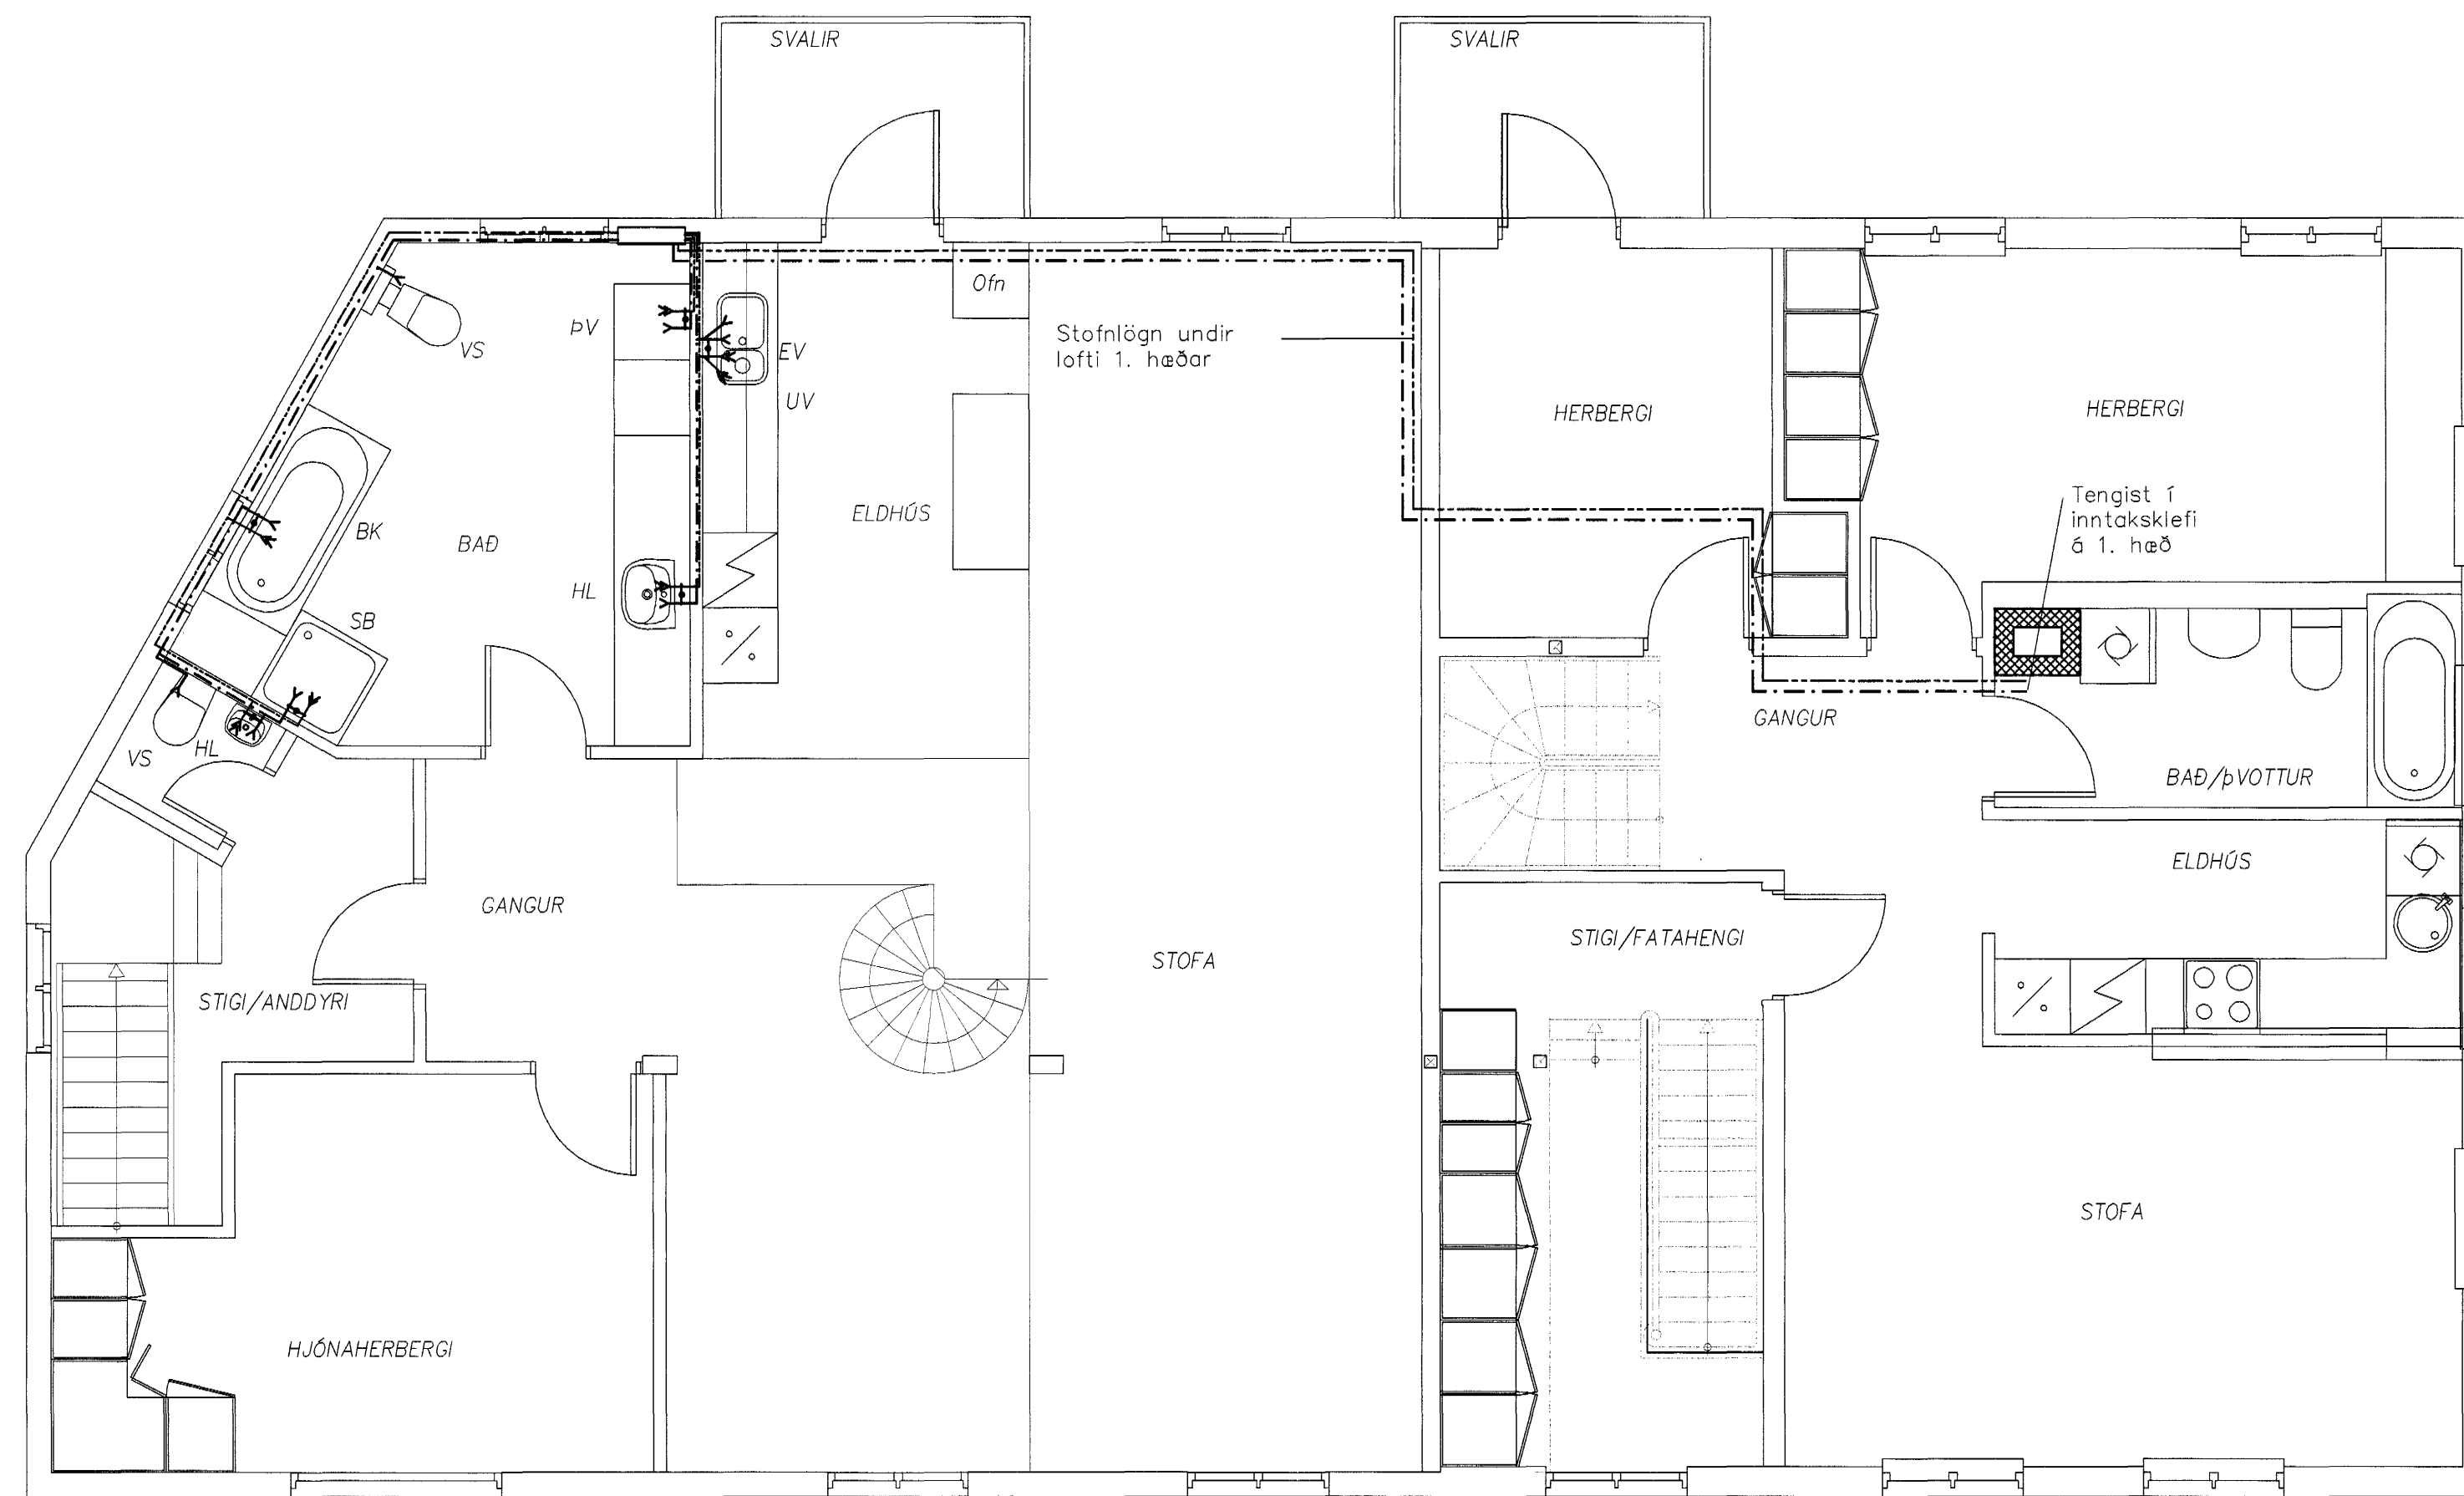 SVALIR
SVALIR
Ofn
ÞV
VS
EV
UV
Stofnlögn undir
lofti 1. hæðar
HERBERGI
HERBERGI
Tengist í
inntaksklefi
á 1. hæð
ELDHÚS
BK
BAÐ
HL
SB
GANGUR
VS
HL
BAÐ/ÞVOTTUR
ELDHÚS
GANGUR
STIGI/FATAHENGI
STOFA
STIGI/ANDDYRI
STOFA
HJÓNAHERBERGI